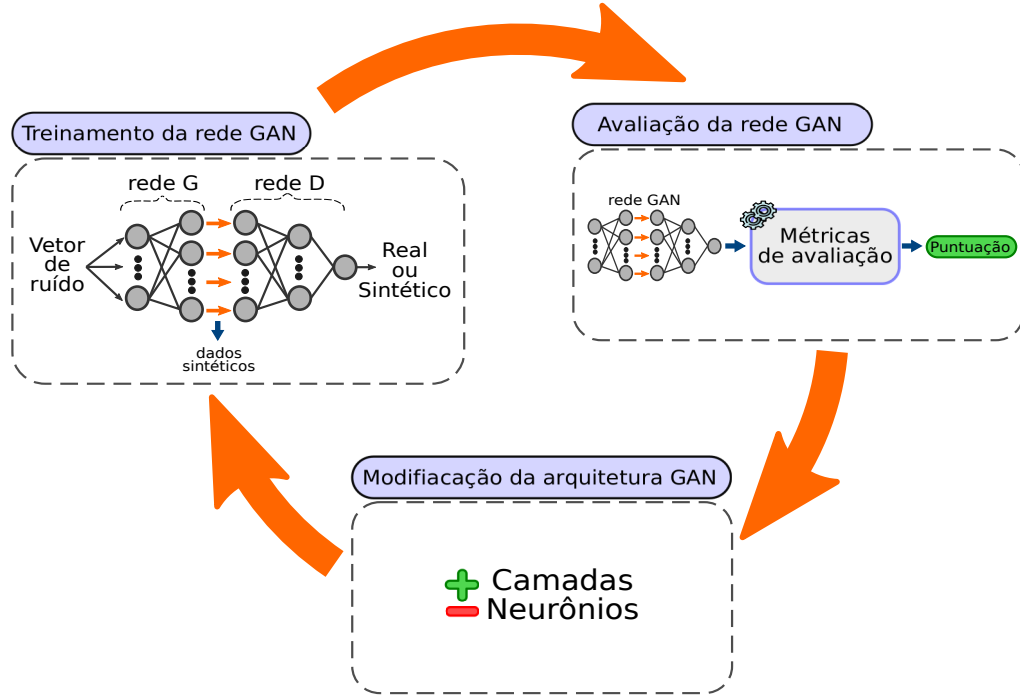 Treinamento da rede GAN
rede G
rede D
Vetor
de
ruído
Real
ou
Sintético
dados
sintéticos
Avaliação da rede GAN
rede GAN
Métricas
de avaliação
Puntuação
Modifiacação da arquitetura GAN
+ Camadas
− Neurônios